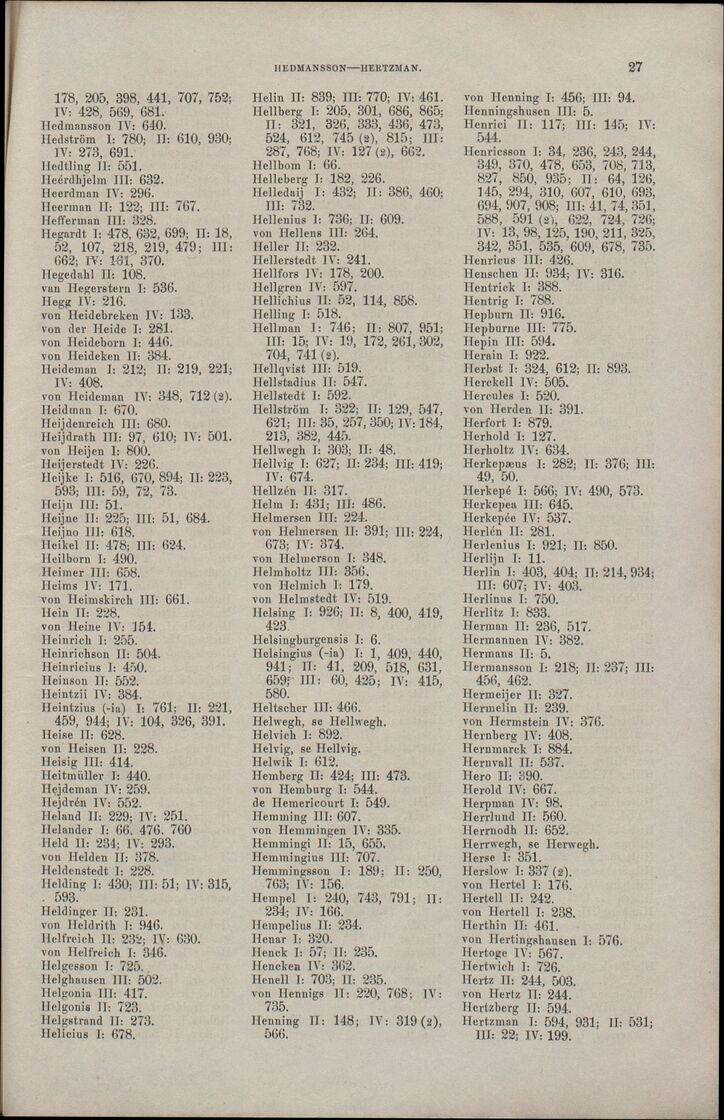 HEDMANSSON—HERTZMAN.
27
178, 205, 398, 441, 707, 752;
IV: 428, 569, 681.
Hedmansson IV: 640.
Hedström I: 780; II: 610, 930;
IV: 273, 691.
Hedtling II: 551.
Heérdhjelm III: 632.
Heerdman IV: 296.
Heerman II: 122; III: 767.
Hefferman III: 328.
Hegardt I: 478, 632, 699; II: 18,
52, 107, 218, 219, 479; III:
662; IV: 161, 370.
Hegedahl II: 108.
van Hegerstern I: 536.
Hegg IV: 216.
von Heidebreken IV: 133.
von der Heide I: 281.
von Heideborn I: 446.
von Heideken II: 384.
Heideman I: 212; II: 219, 221;
IV: 408.
von Heideman IV: 348, 712 (2).
Heidman I: 670.
Heijdenreich III: 680.
Heijdrath III: 97, 610; IV: 501.
von Heijen I: 800.
Heijerstedt IV: 226.
Heijke I: 516, 670, 894; II: 223,
593; III: 59, 72, 73.
Heijn III: 51.
Heijne II: 225; III: 51, 684.
Heijno III: 618.
Heikel II: 478; III: 624.
Heilborn I: 490.
Heimer III: 658.
Heims IV: 171.
von Heimskirch III: 661.
Hein II: 228.
von Heine IV: 154.
Heinrich I: 255.
Heinrichson II: 504.
Heinricius I: 450.
Heinson II: 552.
Heintzii IV: 384.
Heintzius (-ia) I: 761; II: 221,
459, 944; IV: 104, 326, 391.
Heise II: 628.
von Heisen II: 228.
Heisig III: 414.
Heitmüller I: 440.
Hejdeman IV: 259.
Hejdrén IV: 552.
Heland II: 229; IV: 251.
Helander I: 66, 476, 760
Held II: 234; IV: 293.
von Helden II: 378.
Heldenstedt I: 228.
Helding I: 430; III: 51; IV: 315,
593.
Heldinger II: 231.
von Heldrith I: 946.
Helfreich II: 232; IV: 630.
von Helfreich I: 346.
Helgesson I: 725.
Helghausen III: 502.
Helgonia III: 417.
Helgonis II: 723.
Helgstrand II: 273.
Helicius I: 678.
Helin II: 839; III: 770; IV: 461.
Hellberg I: 205, 301, 686, 865;
II: 321, 326, 333, 436, 473,
524, 612, 745 (2), 815; III:
287, 768; IV: 127 (2), 662.
Hellbom I: 66.
Helleberg I: 182, 226.
Helledaij I: 432; II: 386, 460;
III: 732.
Hellenius I: 736; II: 609.
von Hellens III: 264.
Heller II: 232.
Hellerstedt IV: 241.
Hellfors IV: 178, 200.
Hellgren IV: 597.
Hellichius II: 52, 114, 858.
Helling I: 518.
Hellman I: 746; II: 807, 951;
III: 15; IV: 19, 172, 261, 302,
704, 741 (2).
Hellqvist III: 519.
Hellstadius II: 547.
Hellstedt I: 592.
Hellström I: 322; II: 129, 547,
621; III: 35, 257, 350; IV: 184,
213, 382, 445.
Hellwegh I: 303; II: 48.
Hellvig I: 627; II: 234; III: 419;
IV: 674.
Hellzén II: 317.
Helm I: 431; III: 486.
Helmersen III: 224.
von Helmersen II: 391; III: 224,
673; IV: 374.
von Helmerson I: 348.
Helmholtz III: 356.
von Helmich I: 179.
von Helmstedt IV: 519.
Helsing I: 926; II: 8, 400, 419,
423
Helsingburgensis I: 6.
Helsingius (-ia) I: 1, 409, 440,
941; II: 41, 209, 518, 631,
659; III: 60, 425; IV: 415,
580.
Heltscher III: 466.
Helwegh, se Hellwegh.
Helvich I: 892.
Helvig, se Hellvig.
Helwik I: 612.
Hemberg II: 424; III: 473.
von Hemburg I: 544.
de Hemericourt I: 549.
Hemming III: 607.
von Hemmingen IV: 335.
Hemmingi II: 15, 655.
Hemmingius III: 707.
Hemmingsson I: 189; II: 250,
763; IV: 156.
Hempel I: 240, 743, 791; II:
234; IV: 166.
Hempelius II: 234.
Henar I: 320.
Henck I: 57; II: 235.
Hencken IV: 362.
Henell I: 703; II: 235.
von Hennigs II: 220, 768; IV:
735.
Henning II: 148; IV: 319 (2),
566.
von Henning I: 456; III: 94.
Henningshusen III: 5.
Henrici II: 117; III: 145; IV:
544.
Henricsson I: 34, 236, 243, 244,
349, 370, 478, 653, 708, 713,
827, 850, 935; II: 64, 126,
145, 294, 310, 607, 610, 693,
694, 907, 908; III: 41, 74, 351,
588, 591 (2), 622, 724, 726;
IV: 13, 98, 125, 190, 211, 325,
342, 351, 535, 609, 678, 735.
Henricus III: 426.
Henschen II: 934; IV: 316.
Hentrick I: 388.
Hentrig I: 788.
Hepburn II: 916.
Hepburne III: 775.
Hepin III: 594.
Herain I: 922.
Herbst I: 324, 612; II: 893.
Herckell IV: 505.
Hercules I: 520.
von Herden II: 391.
Herfort I: 879.
Herhold I: 127.
Herholtz IV: 634.
Herkepæus I: 282; II: 376; III:
49, 50.
Herkepé I: 566; IV: 490, 573.
Herkepea III: 645.
Herkepée IV: 537.
Herlén II: 281.
Herlenius I: 921; II: 850.
Herlijn I: 11.
Herlin I: 403, 404; II: 214, 934;
III: 607; IV: 403.
Herlinus I: 750.
Herlitz I: 833.
Herman II: 236, 517.
Hermannen IV: 382.
Hermans II: 5.
Hermansson I: 218; II: 237; III:
456, 462.
Hermeijer II: 327.
Hermelin II: 239.
von Hermstein IV: 376.
Hernberg IV: 408.
Hernmarck I: 884.
Hernvall II: 537.
Hero II: 390.
Herold IV: 667.
Herpman IV: 98.
Herrlund II: 560.
Herrnodh II: 652.
Herrwegh, se Herwegh.
Herse I: 351.
Herslow I: 337 (2).
von Hertel I: 176.
Hertell II: 242.
von Hertell I: 238.
Herthin II: 461.
von Hertingshausen I: 576.
Hertoge IV: 567.
Hertwich I: 726.
Hertz II: 244, 503.
von Hertz II: 244.
Hertzberg II: 594.
Hertzman I: 594, 931; II: 531;
III: 22; IV: 199.